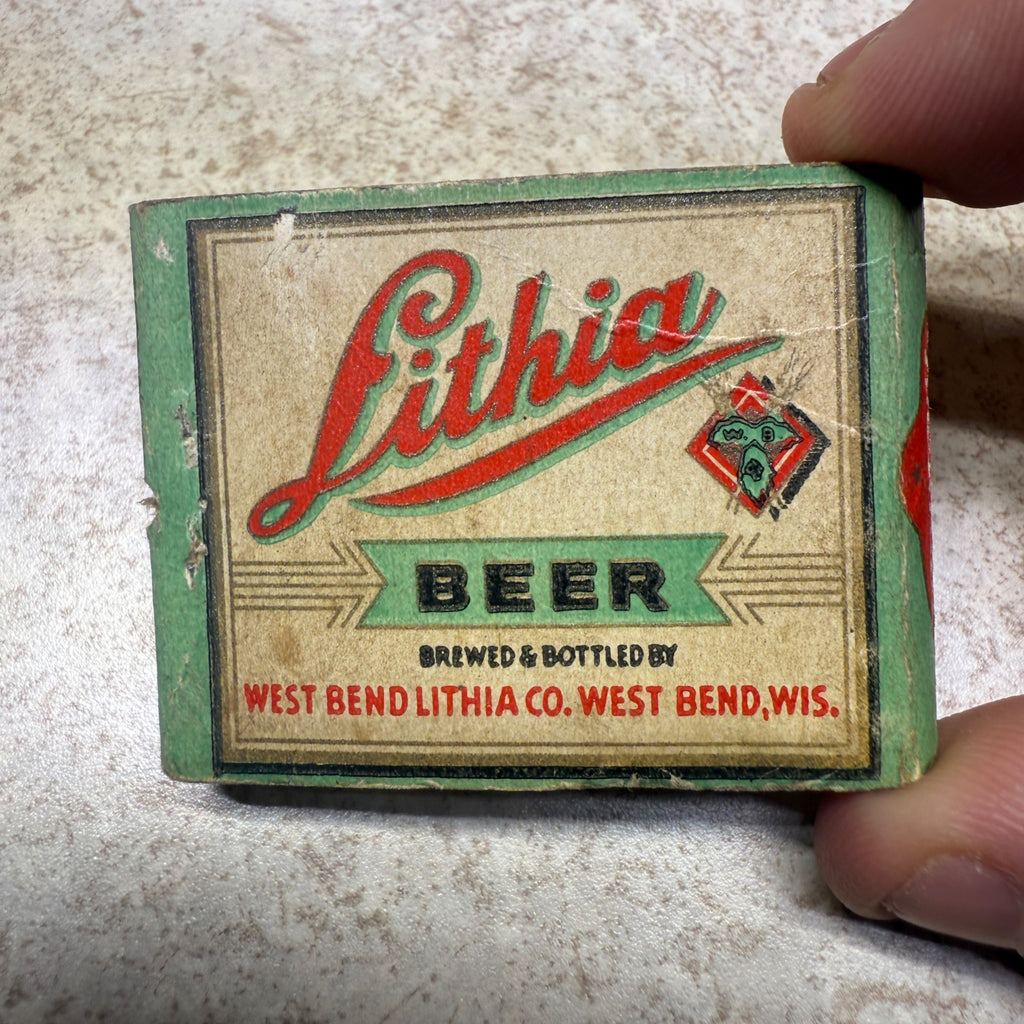 Lithia
W. B
BEER
BREWED & BOTTLED BY
WEST BEND LITHIA CO. WEST BEND, WIS.